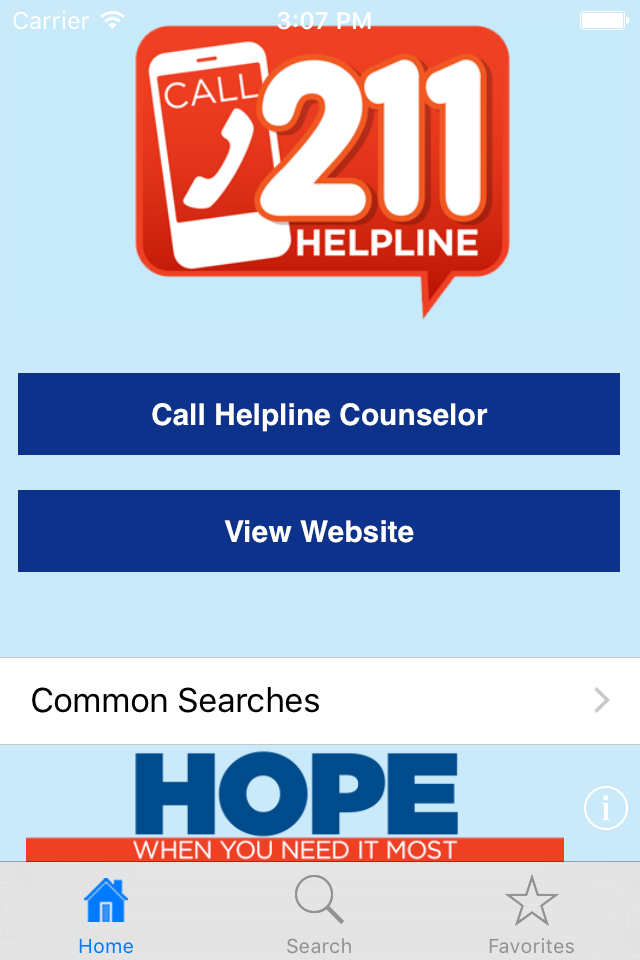 Carrier 3:07 PM
CALL
211
HELPLINE
Call Helpline Counselor
View Website
Common Searches
HOPE
i
WHEN YOU NEED IT MOST
Home Search Favorites